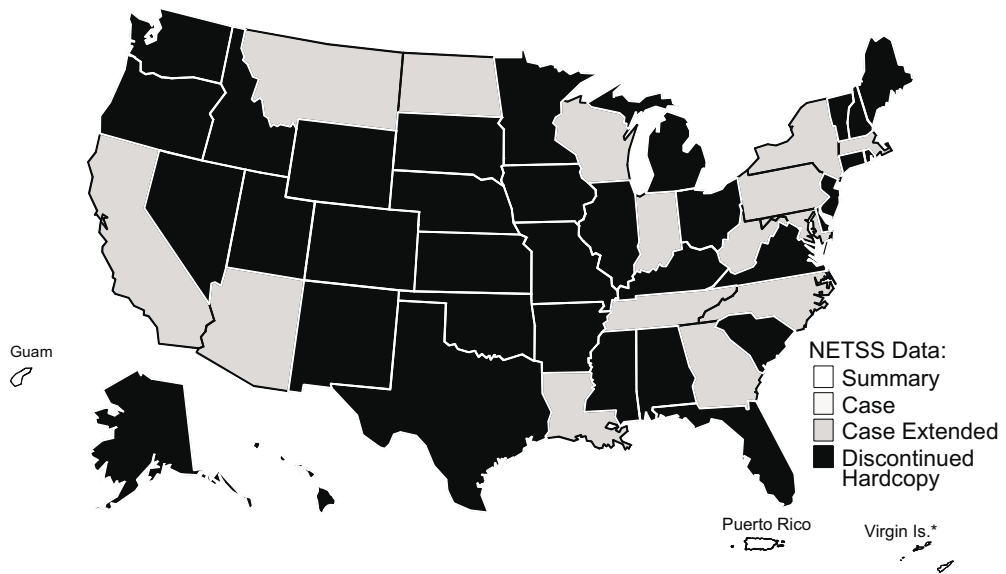 Guam
NETSS Data:
Summary
Case
Case Extended
Discontinued
Hardcopy
Puerto Rico
Virgin Is.*